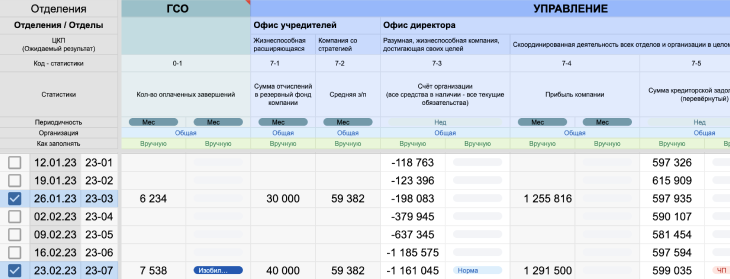 Отделения ГСО УПРАВЛЕНИЕ
Отделения / Отделы Офис учредителей Офис директора
ЦКП
(Ожидаемый результат) Жизнеспособная
расширяющаяся Компания со
стратегией Разумная, жизнеспособная компания,
достигающая своих целей Скоординированная деятельность всех отделов и организации в целом
Код - статистики 0-1 7-1 7-2 7-3 7-4 7-5
Статистики Кол-во оплаченных завершений Сумма отчислений
в резервный фонд
компании Средняя з/п Счёт организации
(все средства в наличии - все текущие
обязательства) Прибыль компании Сумма кредиторской
(перевёрнутый)
Периодичность Мес Мес Мес Мес Нед Мес Мес Нед
Организация Общая Общая Общая Общая Общая Общая
Как заполнять Вручную Вручную Вручную Вручную Вручную Вручную Вручную Вручную Вручную
12.01.23 23-01 -118 763 597 326
19.01.23 23-02 -123 396 615 909
26.01.23 23-03 6 234 30 000 59 382 -198 083 1 255 816 597 935
02.02.23 23-04 -379 945 590 107
09.02.23 23-05 -637 345 581 454
16.02.23 23-06 -1 185 575 597 594
23.02.23 23-07 7 538 Изобил... 40 000 59 382 -1 161 045 Норма 1 291 500 599 035 ЧП